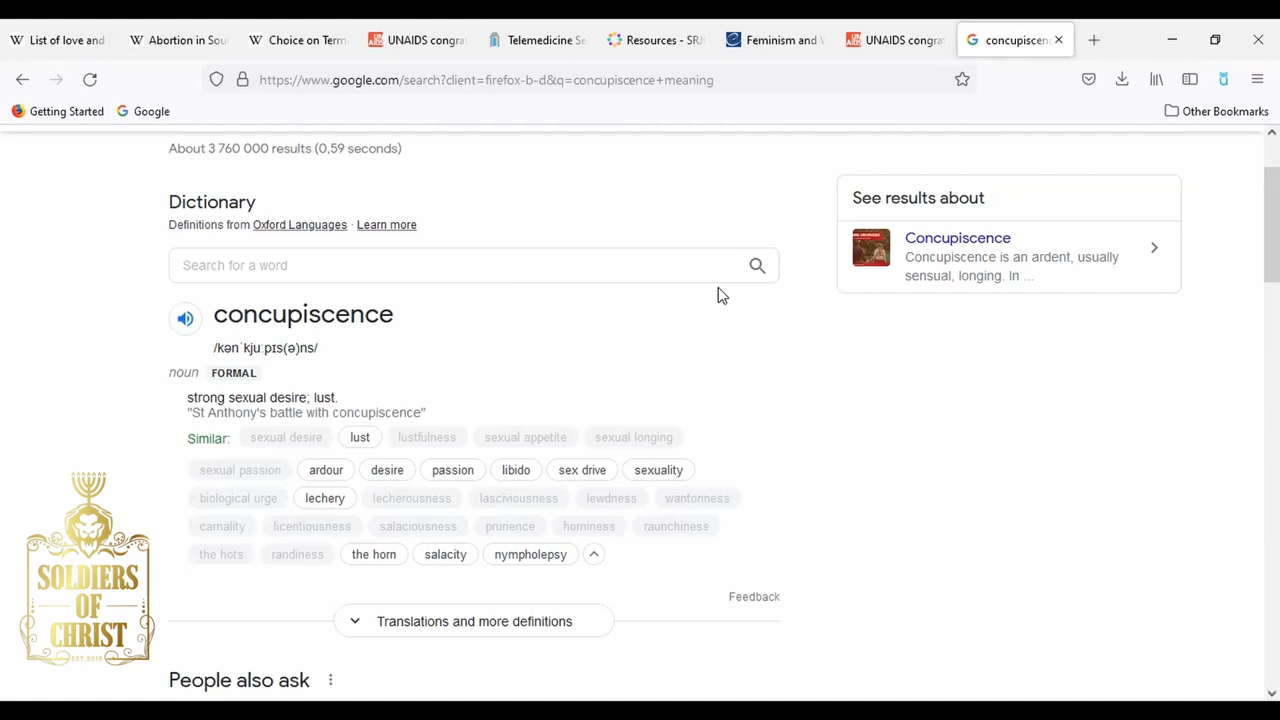 List of love and
Abortion in Sou
Choice on Term
UNAIDS congra
Telemedicine Se
Resources - SRH
Feminism and
UNAIDS congra
concupiscen
https://www.google.com/search?client=firefox-b-d&q=concupiscence+meaning
Getting Started
Google
Other Bookmarks
About 3 760 000 results (0,59 seconds)
Dictionary
Definitions from Oxford Languages · Learn more
Search for a word
concupiscence
/kənˈkjuːpɪs(ə)ns/
noun FORMAL
strong sexual desire; lust.
"St Anthony's battle with concupiscence"
Similar: sexual desire lust lustfulness sexual appetite sexual longing
sexual passion ardour desire passion libido sex drive sexuality
biological urge lechery lecherousness lasciviousness lewdness wantonness
carnality licentiousness salaciousness prurience horniness raunchiness
the hots randiness the horn salacity nympholepsy
Feedback
Translations and more definitions
People also ask
See results about
Concupiscence
Concupiscence is an ardent, usually
sensual, longing. In ...
SOLDIERS
OF
CHRIST
EST 2015